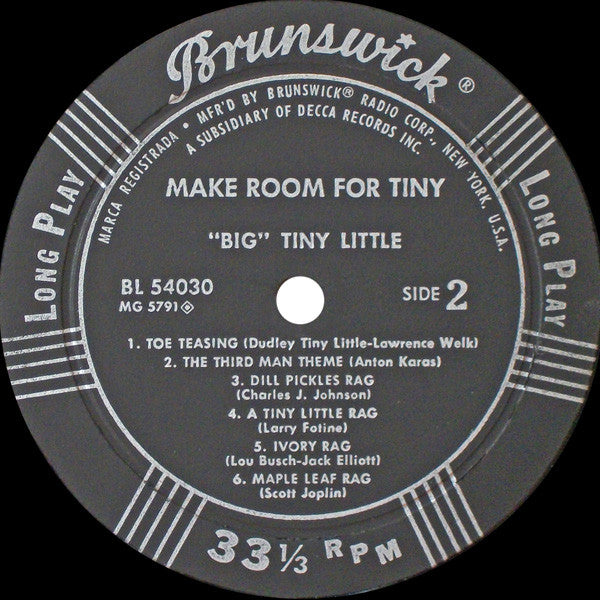 Brunswick ®
MARCA REGISTRADA • MFR'D BY BRUNSWICK® RADIO CORP., NEW YORK, U.S.A.
A SUBSIDIARY OF DECCA RECORDS INC.
LONG PLAY
LONG PLAY
MAKE ROOM FOR TINY
"BIG" TINY LITTLE
BL 54030
MG 5791
SIDE 2
1. TOE TEASING (Dudley Tiny Little-Lawrence Welk)
2. THE THIRD MAN THEME (Anton Karas)
3. DILL PICKLES RAG
(Charles J. Johnson)
4. A TINY LITTLE RAG
(Larry Fotine)
5. IVORY RAG
(Lou Busch-Jack Elliott)
6. MAPLE LEAF RAG
(Scott Joplin)
33 1/3 RPM